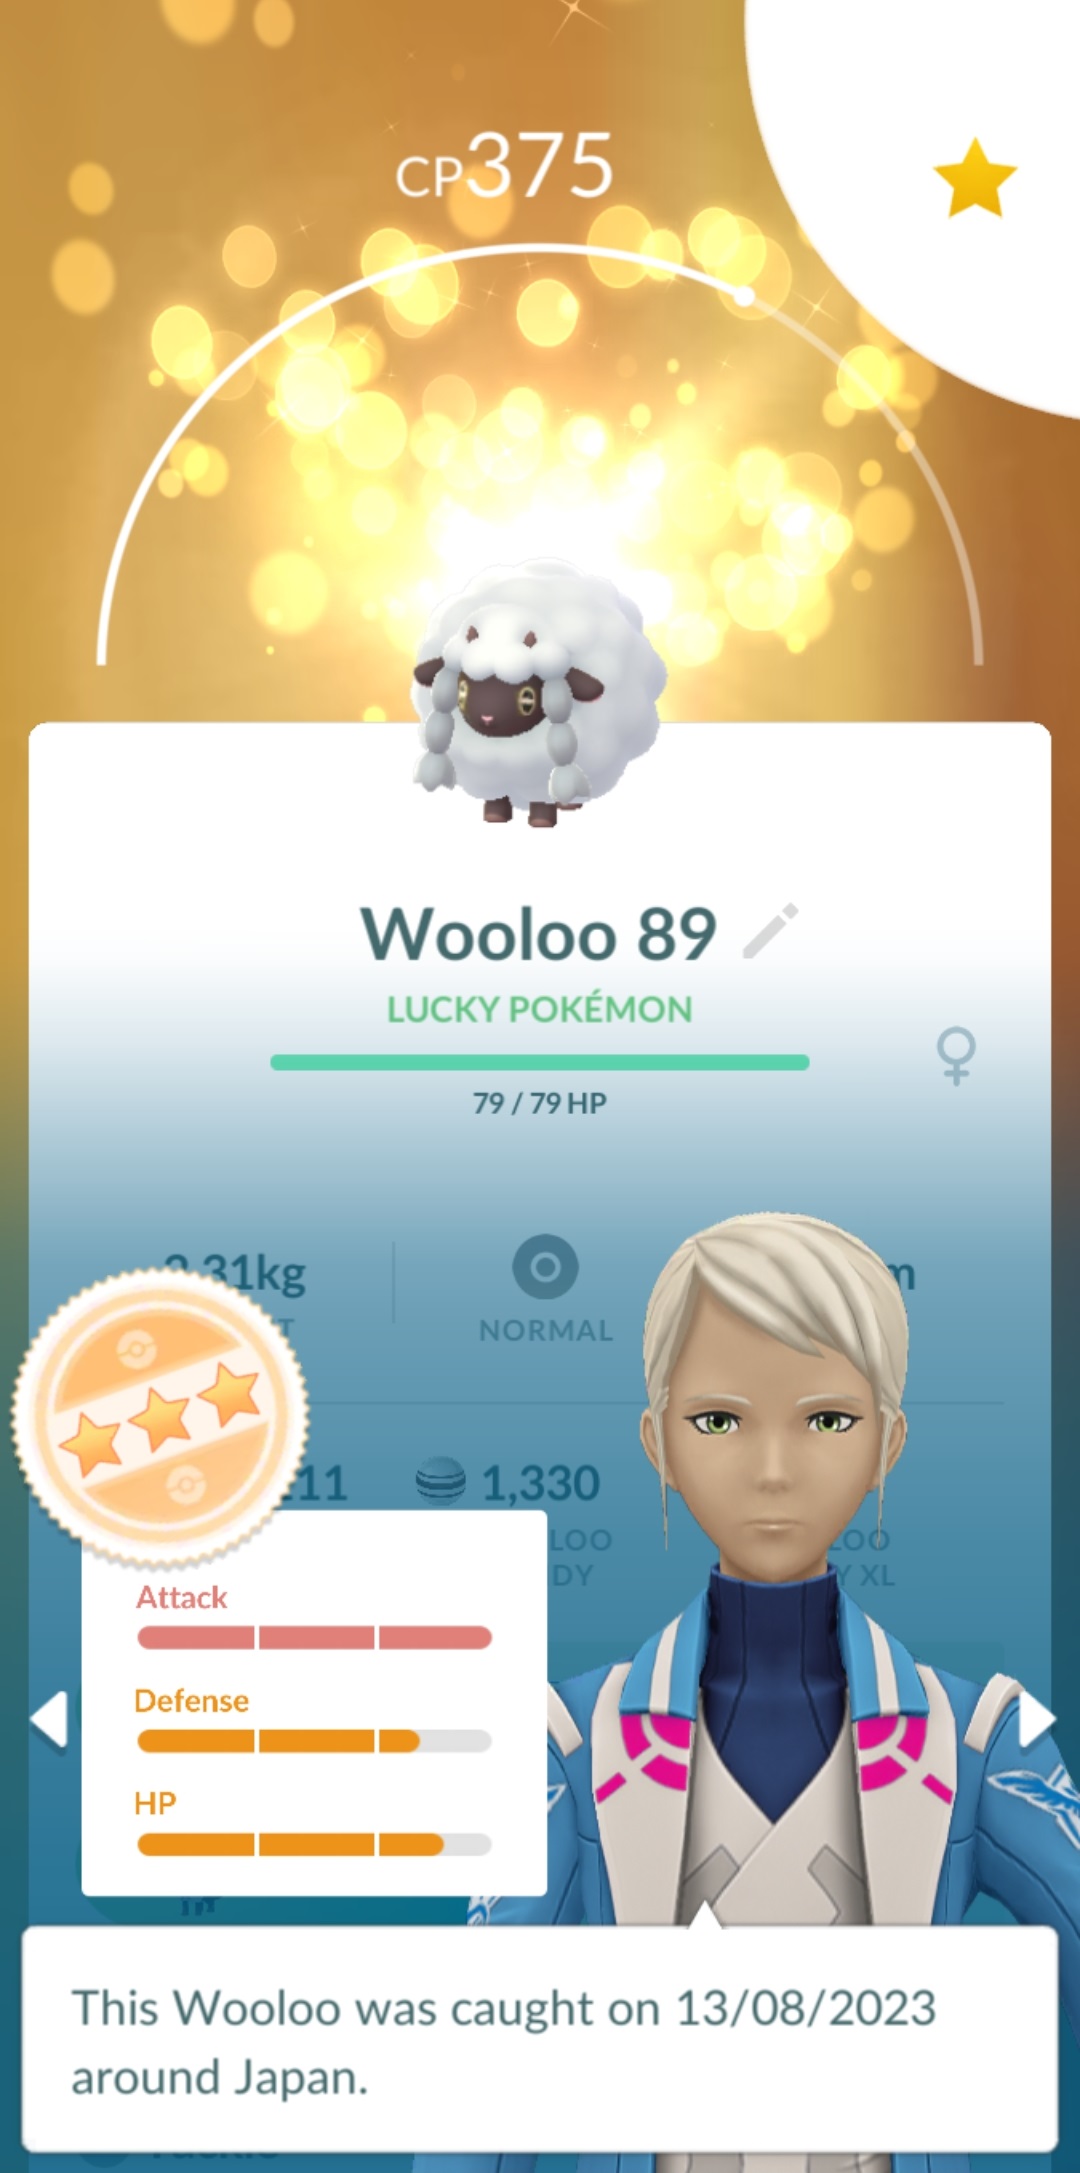 CP375
Wooloo 89
LUCKY POKÉMON
79 / 79 HP
NORMAL
1,330
Attack
Defense
HP
This Wooloo was caught on 13/08/2023
around Japan.